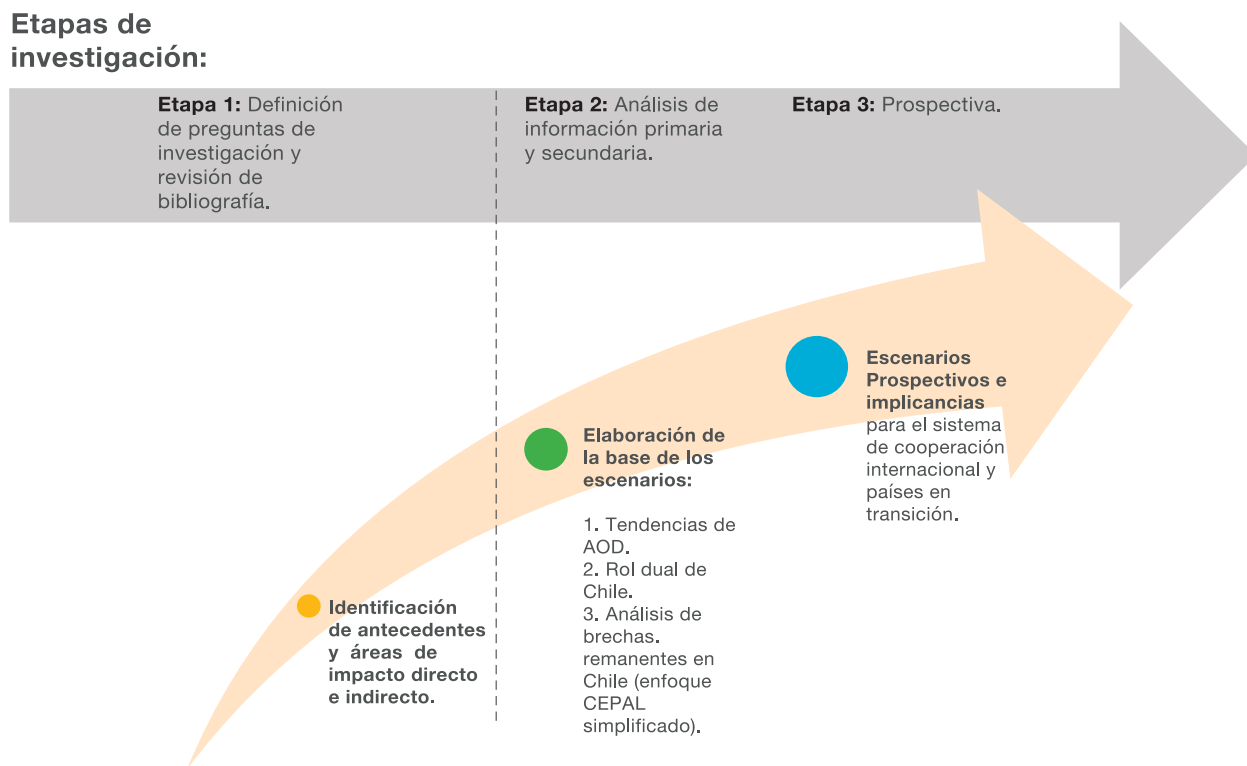 Etapas de
investigación:
Etapa 1: Definición
de preguntas de
investigación y
revisión de
bibliografía.
Etapa 2: Análisis de
información primaria
y secundaria.
Etapa 3: Prospectiva.
Identificación
de antecedentes
y áreas de
impacto directo
e indirecto.
Elaboración de
la base de los
escenarios:
1. Tendencias de
AOD.
2. Rol dual de
Chile.
3. Análisis de
brechas.
remanentes en
Chile (enfoque
CEPAL
simplificado).
Escenarios
Prospectivos e
implicancias
para el sistema
de cooperación
internacional y
países en
transición.